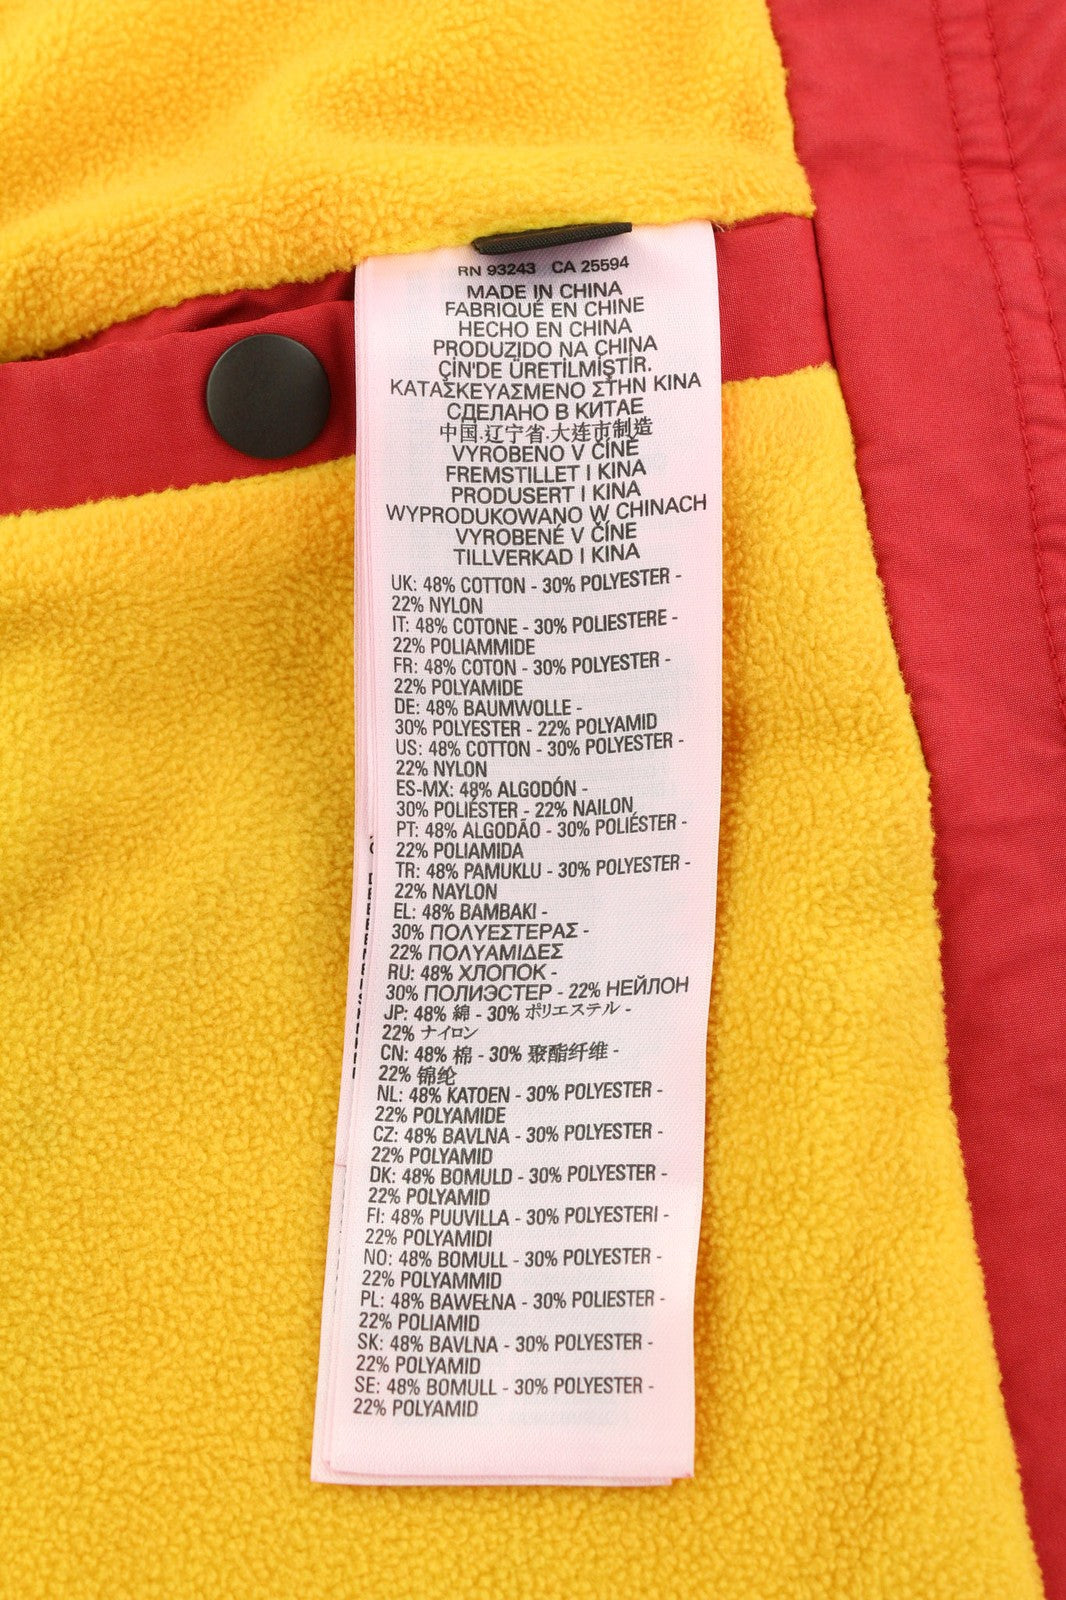 RN 93243 CA 25594
MADE IN CHINA
FABRIQUÉ EN CHINE
HECHO EN CHINA
PRODUZIDO NA CHINA
ÇİN'DE ÜRETİLMİŞTİR.
ΚΑΤΑΣΚΕΥΑΣΜΕΝΟ ΣΤΗΝ ΚΙΝΑ
СДЕЛАНО В КИТАЕ
中国.辽宁省.大连市制造
VYROBENO V ČÍNĚ
FREMSTILLET I KINA
PRODUSERT I KINA
WYPRODUKOWANO W CHINACH
VYROBENÉ V ČÍNE
TILLVERKAD I KINA
UK: 48% COTTON - 30% POLYESTER -
22% NYLON
IT: 48% COTONE - 30% POLIESTERE -
22% POLIAMMIDE
FR: 48% COTON - 30% POLYESTER -
22% POLYAMIDE
DE: 48% BAUMWOLLE -
30% POLYESTER - 22% POLYAMID
US: 48% COTTON - 30% POLYESTER -
22% NYLON
ES-MX: 48% ALGODÓN -
30% POLIÉSTER - 22% NAILON
PT: 48% ALGODÃO - 30% POLIÉSTER -
22% POLIAMIDA
TR: 48% PAMUKLU - 30% POLYESTER -
22% NAYLON
EL: 48% ΒΑΜΒΑΚΙ -
30% ΠΟΛΥΕΣΤΕΡΑΣ -
22% ΠΟΛΥΑΜΙΔΕΣ
RU: 48% ХЛОПОК -
30% ПОЛИЭСТЕР - 22% НЕЙЛОН
JP: 48% 綿 - 30% ポリエステル -
22% ナイロン
CN: 48% 棉 - 30% 聚酯纤维 -
22% 锦纶
NL: 48% KATOEN - 30% POLYESTER -
22% POLYAMIDE
CZ: 48% BAVLNA - 30% POLYESTER -
22% POLYAMID
DK: 48% BOMULD - 30% POLYESTER -
22% POLYAMID
FI: 48% PUUVILLA - 30% POLYESTERI -
22% POLYAMIDI
NO: 48% BOMULL - 30% POLYESTER -
22% POLYAMMID
PL: 48% BAWEŁNA - 30% POLIESTER -
22% POLIAMID
SK: 48% BAVLNA - 30% POLYESTER -
22% POLYAMID
SE: 48% BOMULL - 30% POLYESTER -
22% POLYAMID